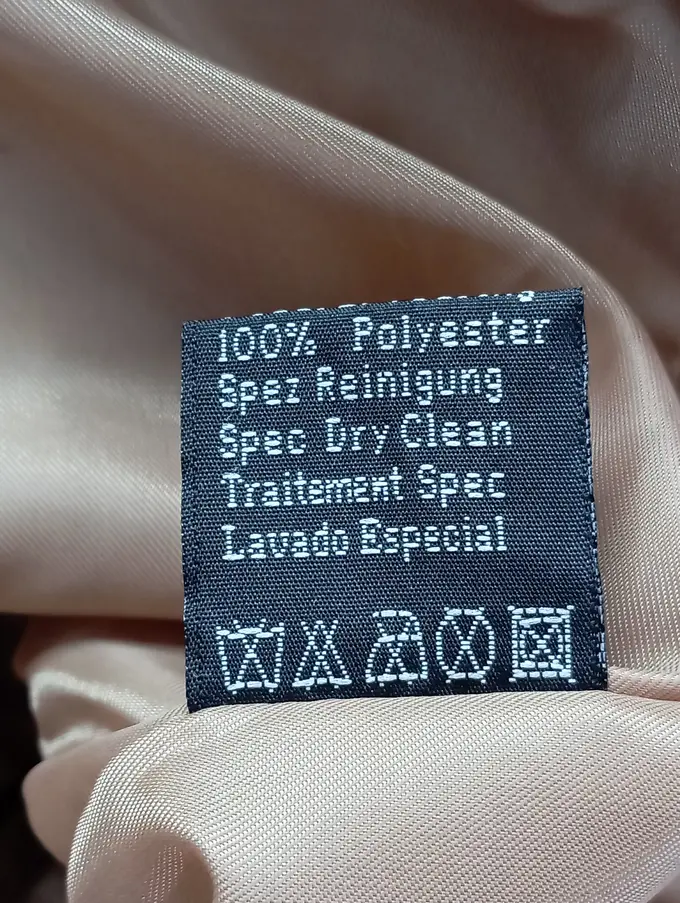 100% Polyester
Spez Reinigung
Spec Dry Clean
Traitement Spec
Lavado Especial